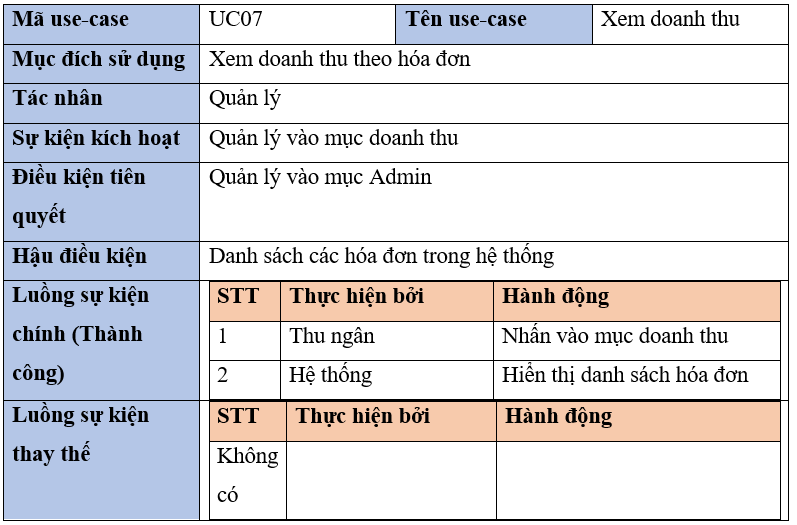 Mã use-case UC07 Tên use-case Xem doanh thu
Mục đích sử dụng Xem doanh thu theo hóa đơn
Tác nhân Quản lý
Sự kiện kích hoạt Quản lý vào mục doanh thu
Điều kiện tiên Quản lý vào mục Admin
quyết
Hậu điều kiện Danh sách các hóa đơn trong hệ thống
Luồng sự kiện STT Thực hiện bởi Hành động
chính (Thành 1 Thu ngân Nhấn vào mục doanh thu
công) 2 Hệ thống Hiển thị danh sách hóa đơn
Luồng sự kiện STT Thực hiện bởi Hành động
thay thế Không
có